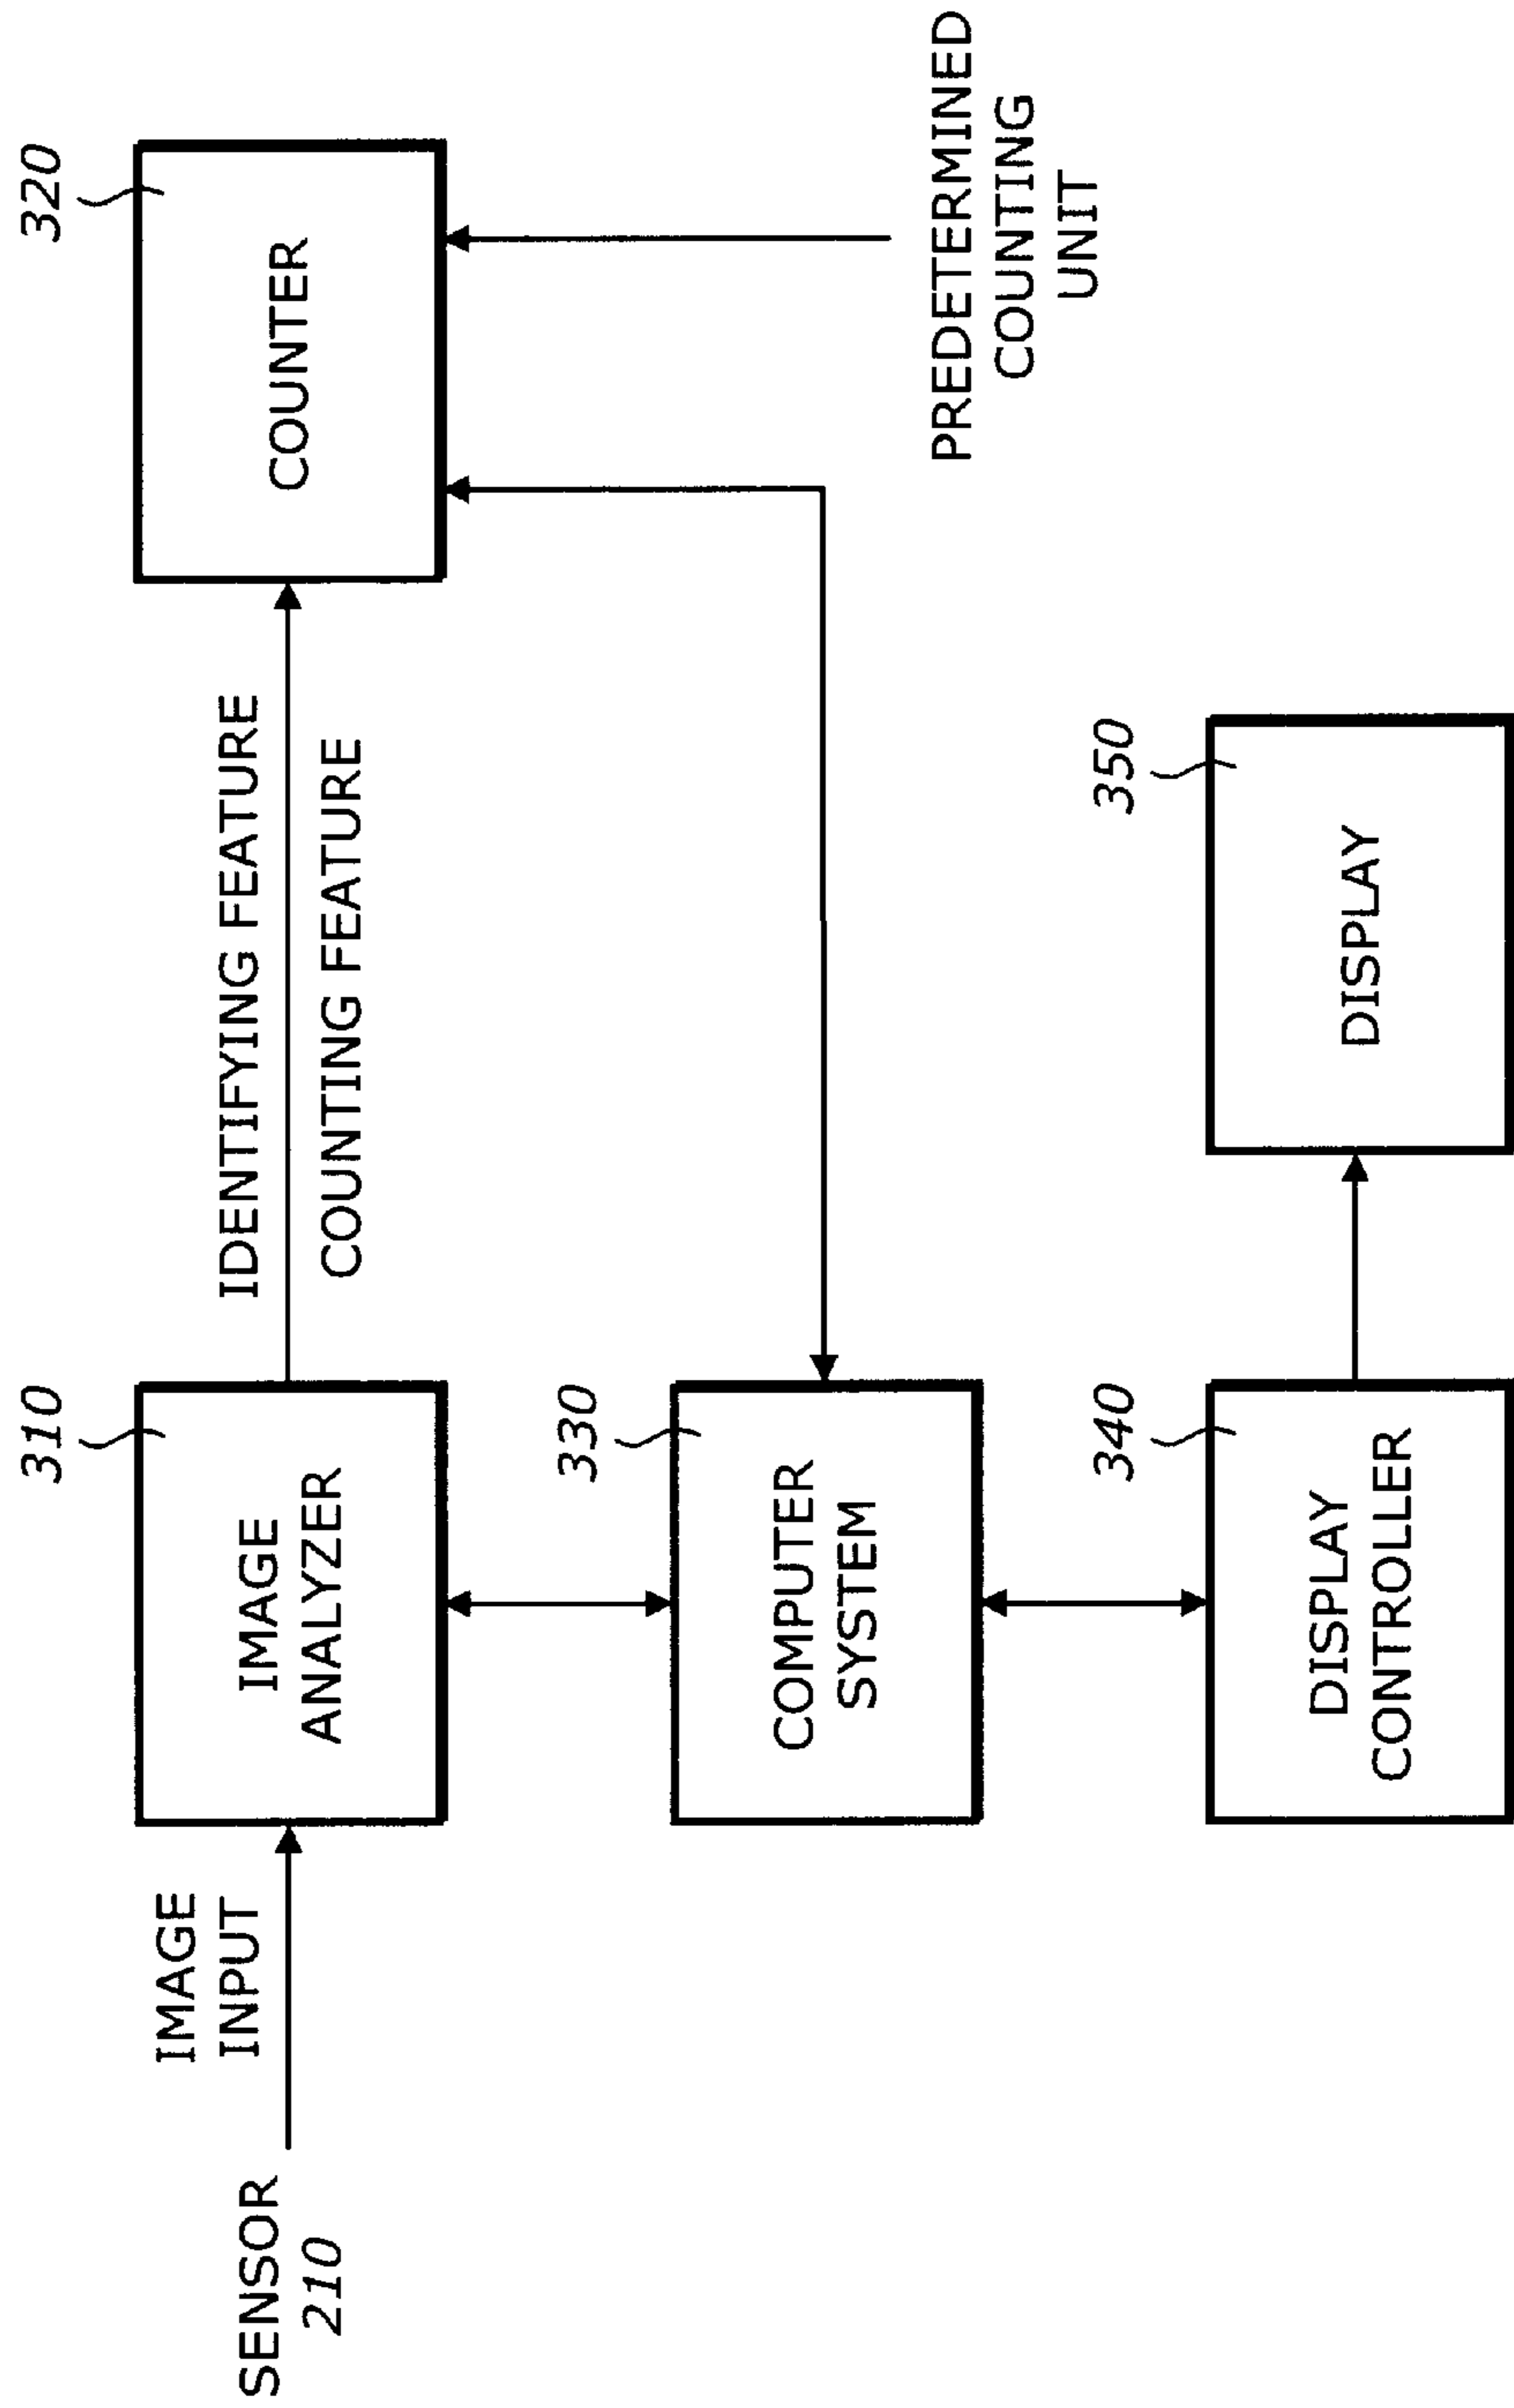 SENSOR
210
IMAGE
INPUT
310
IMAGE
ANALYZER
IDENTIFYING FEATURE
COUNTING FEATURE
320
COUNTER
330
COMPUTER
SYSTEM
PREDETERMINED
COUNTING
UNIT
340
DISPLAY
CONTROLLER
350
DISPLAY